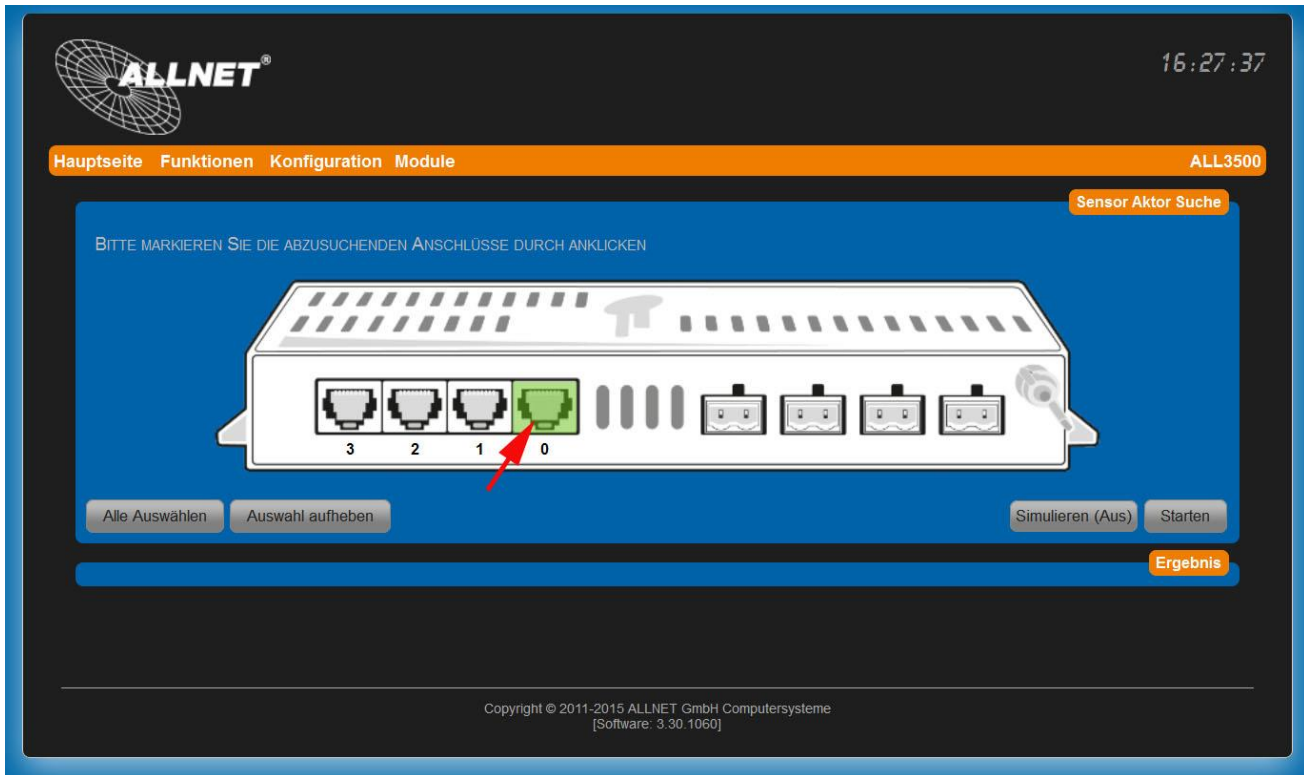 ALLNET®
16:27:37
Hauptseite Funktionen Konfiguration Module
ALL3500
Sensor Aktor Suche
BITTE MARKIEREN SIE DIE ABZUSUCHENDEN ANSCHLÜSSE DURCH ANKLICKEN
3 2 1 0
Alle Auswählen Auswahl aufheben Simulieren (Aus) Starten
Ergebnis
Copyright © 2011-2015 ALLNET GmbH Computersysteme
[Software: 3.30.1060]